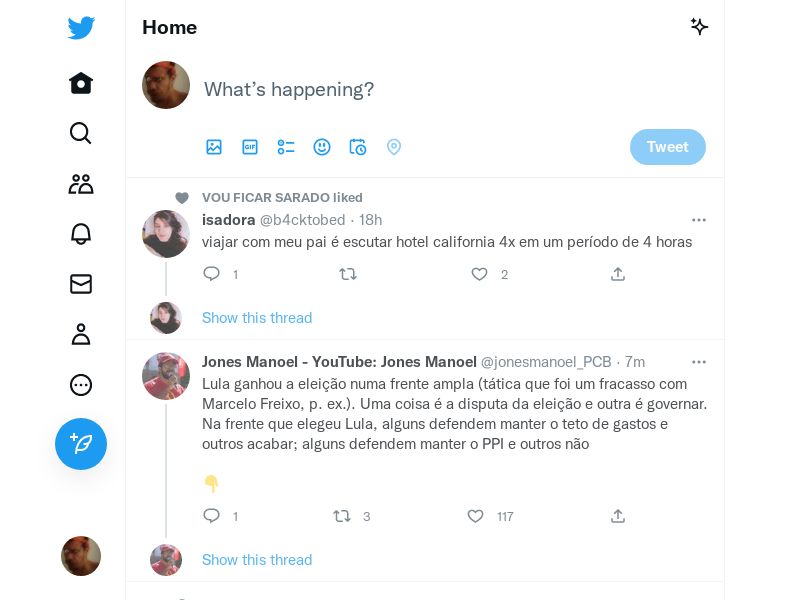 Home
What's happening?
GIF
Tweet
VOU FICAR SARADO liked
isadora @b4cktobed · 18h
viajar com meu pai é escutar hotel california 4x em um período de 4 horas
1 2
Show this thread
Jones Manoel - YouTube: Jones Manoel @jonesmanoel_PCB · 7m
Lula ganhou a eleição numa frente ampla (tática que foi um fracasso com
Marcelo Freixo, p. ex.). Uma coisa é a disputa da eleição e outra é governar.
Na frente que elegeu Lula, alguns defendem manter o teto de gastos e
outros acabar; alguns defendem manter o PPI e outros não
👇
1 3 117
Show this thread